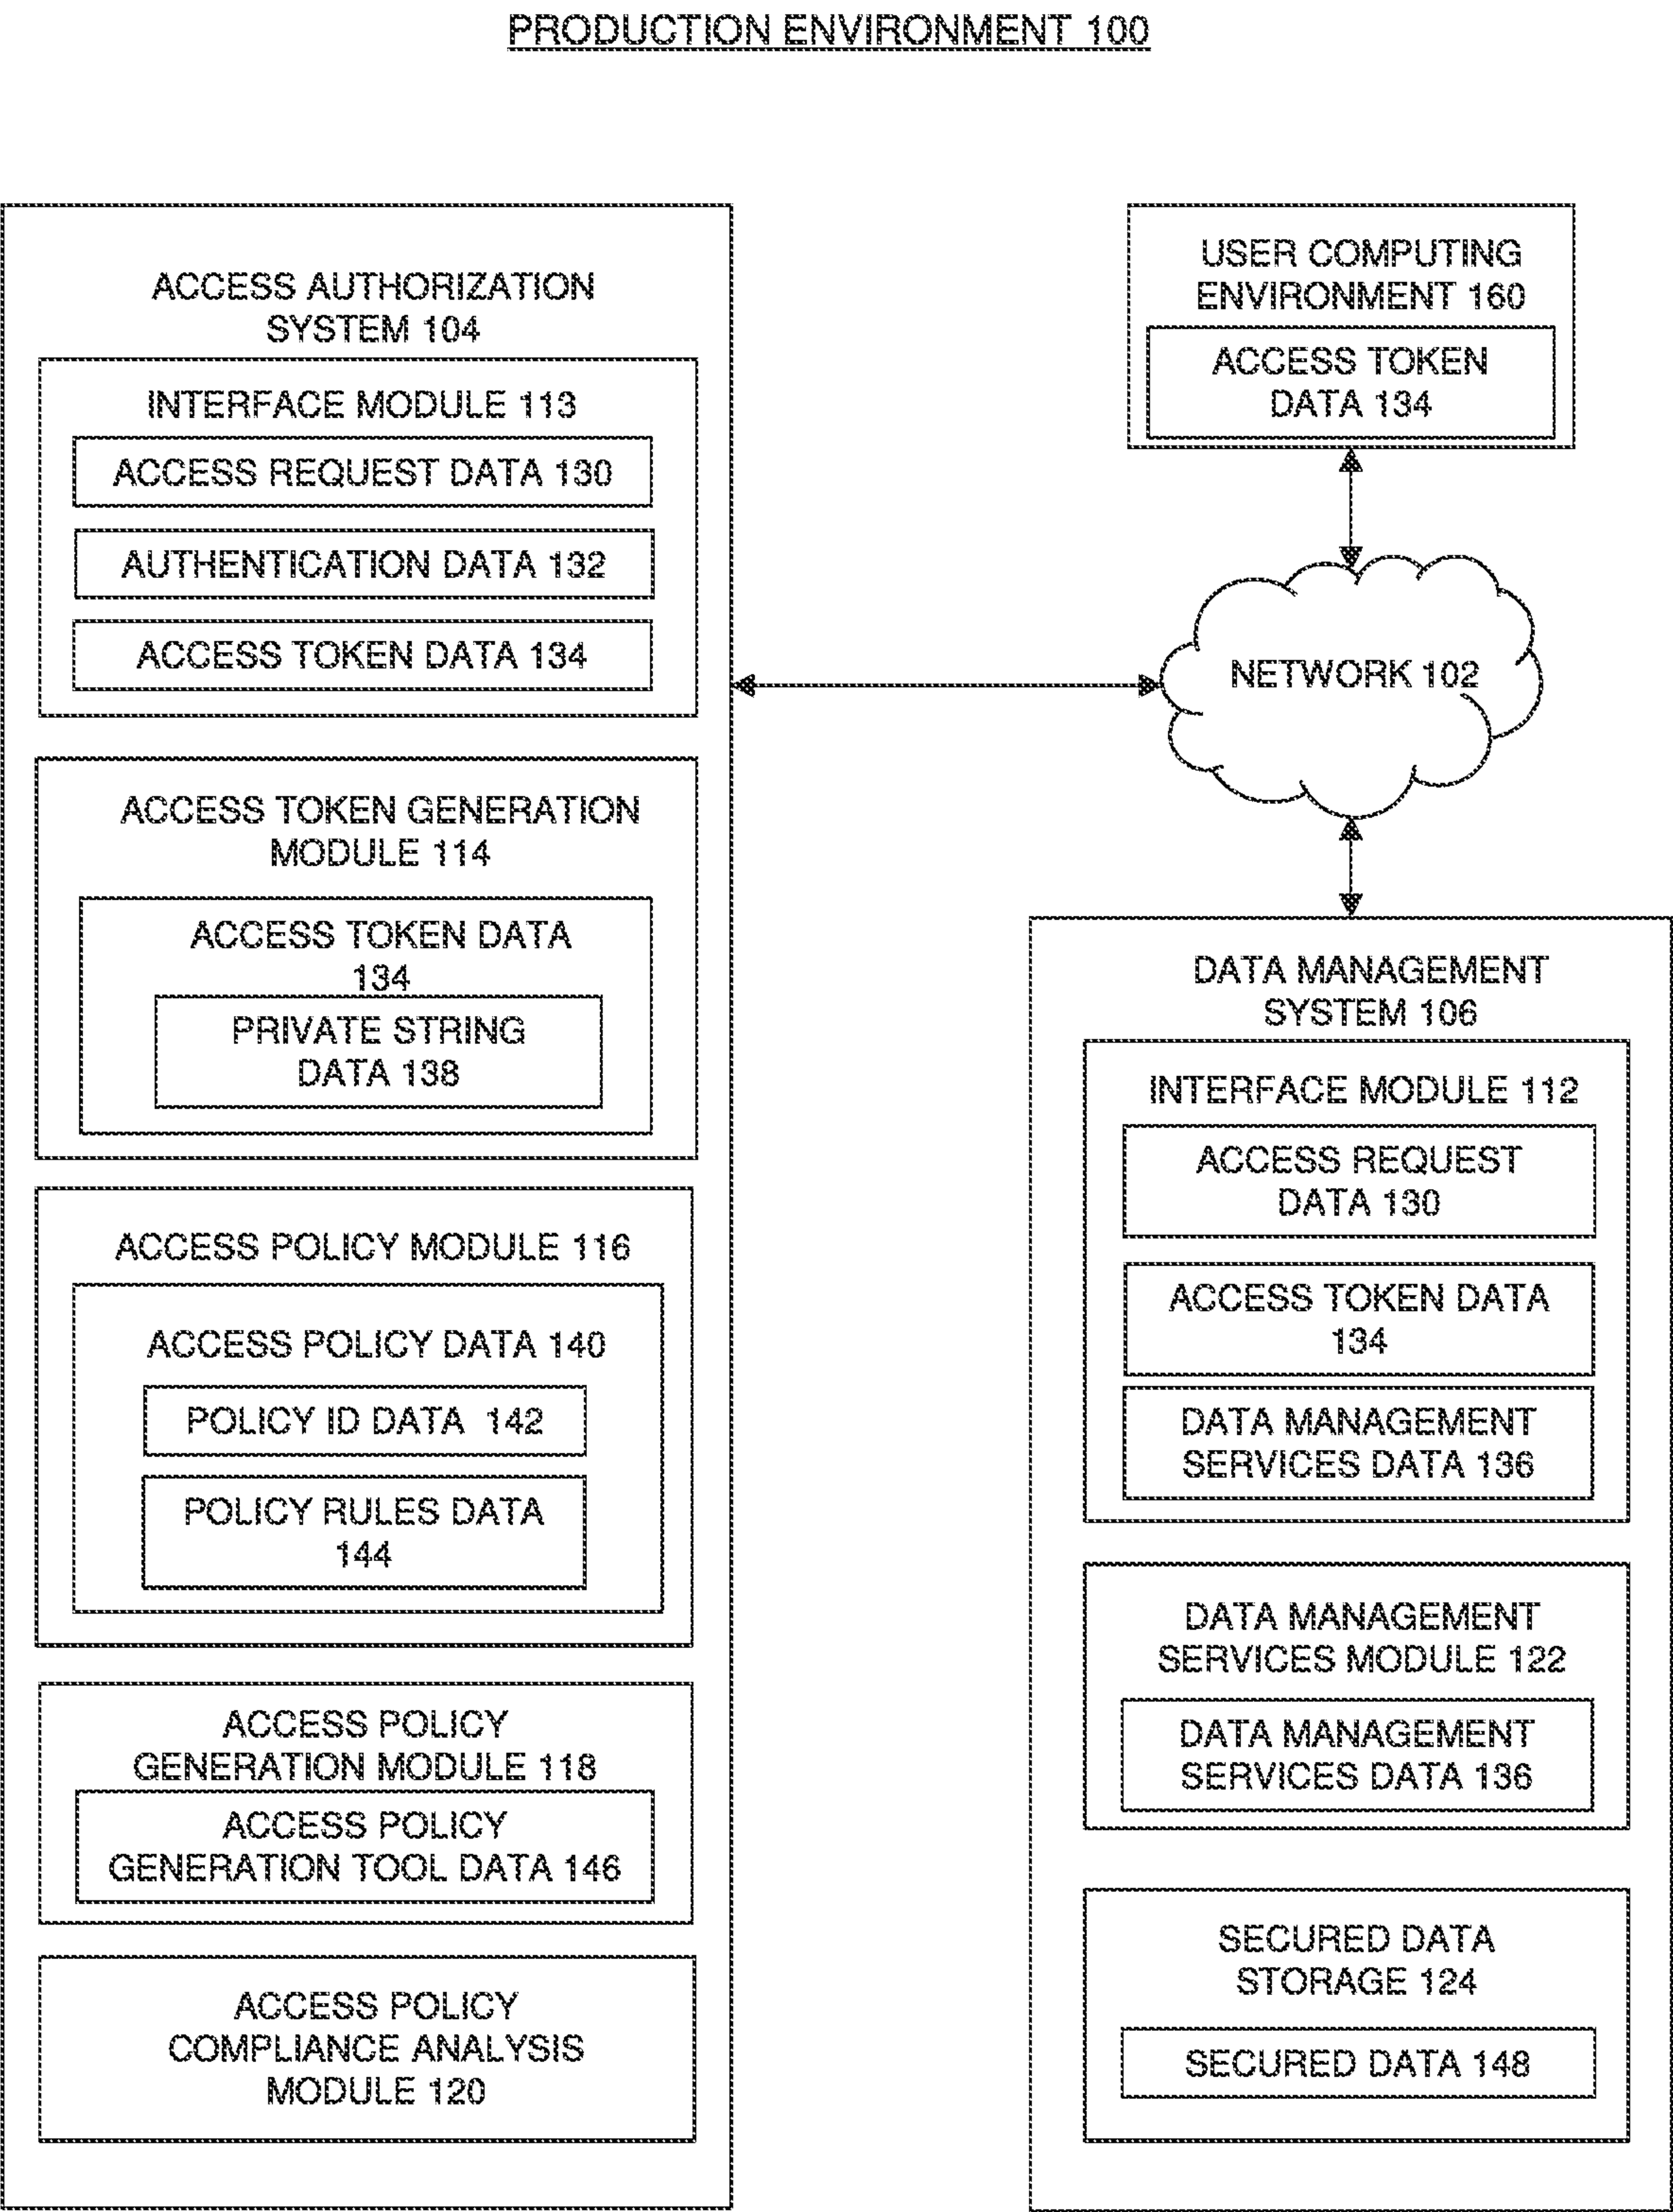 PRODUCTION ENVIRONMENT 100
ACCESS AUTHORIZATION
SYSTEM 104
INTERFACE MODULE 113
ACCESS REQUEST DATA 130
AUTHENTICATION DATA 132
ACCESS TOKEN DATA 134
ACCESS TOKEN GENERATION
MODULE 114
ACCESS TOKEN DATA
134
PRIVATE STRING
DATA 138
ACCESS POLICY MODULE 116
ACCESS POLICY DATA 140
POLICY ID DATA 142
POLICY RULES DATA
144
ACCESS POLICY
GENERATION MODULE 118
ACCESS POLICY
GENERATION TOOL DATA 146
ACCESS POLICY
COMPLIANCE ANALYSIS
MODULE 120
USER COMPUTING
ENVIRONMENT 160
ACCESS TOKEN
DATA 134
NETWORK 102
DATA MANAGEMENT
SYSTEM 106
INTERFACE MODULE 112
ACCESS REQUEST
DATA 130
ACCESS TOKEN DATA
134
DATA MANAGEMENT
SERVICES DATA 136
DATA MANAGEMENT
SERVICES MODULE 122
DATA MANAGEMENT
SERVICES DATA 136
SECURED DATA
STORAGE 124
SECURED DATA 148